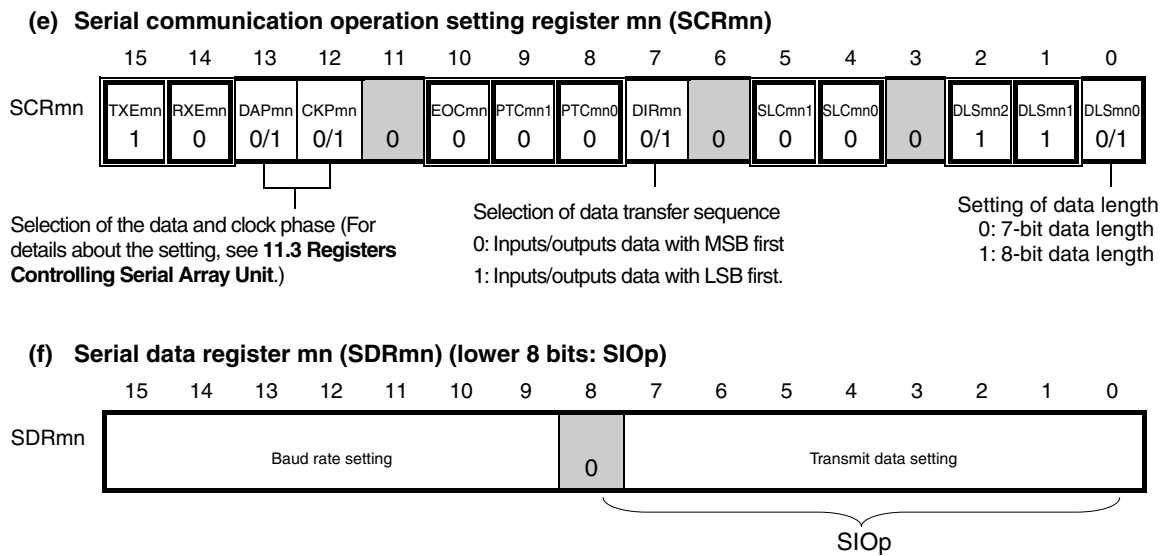 (e) Serial communication operation setting register mn (SCRmn)
15 14 13 12 11 10 9 8 7 6 5 4 3 2 1 0
SCRmn
TXEmn RXEmn DAPmn CKPmn EOCmn PTCmn1 PTCmn0 DIRmn SLCmn1 SLCmn0 DLSmn2 DLSmn1 DLSmn0
1 0 0/1 0/1 0 0 0 0 0/1 0 0 0 0 1 1 0/1
Selection of the data and clock phase (For
details about the setting, see 11.3 Registers
Controlling Serial Array Unit.)
Selection of data transfer sequence
0: Inputs/outputs data with MSB first
1: Inputs/outputs data with LSB first.
Setting of data length
0: 7-bit data length
1: 8-bit data length
(f) Serial data register mn (SDRmn) (lower 8 bits: SIOp)
15 14 13 12 11 10 9 8 7 6 5 4 3 2 1 0
SDRmn
Baud rate setting
0
Transmit data setting
SIOp